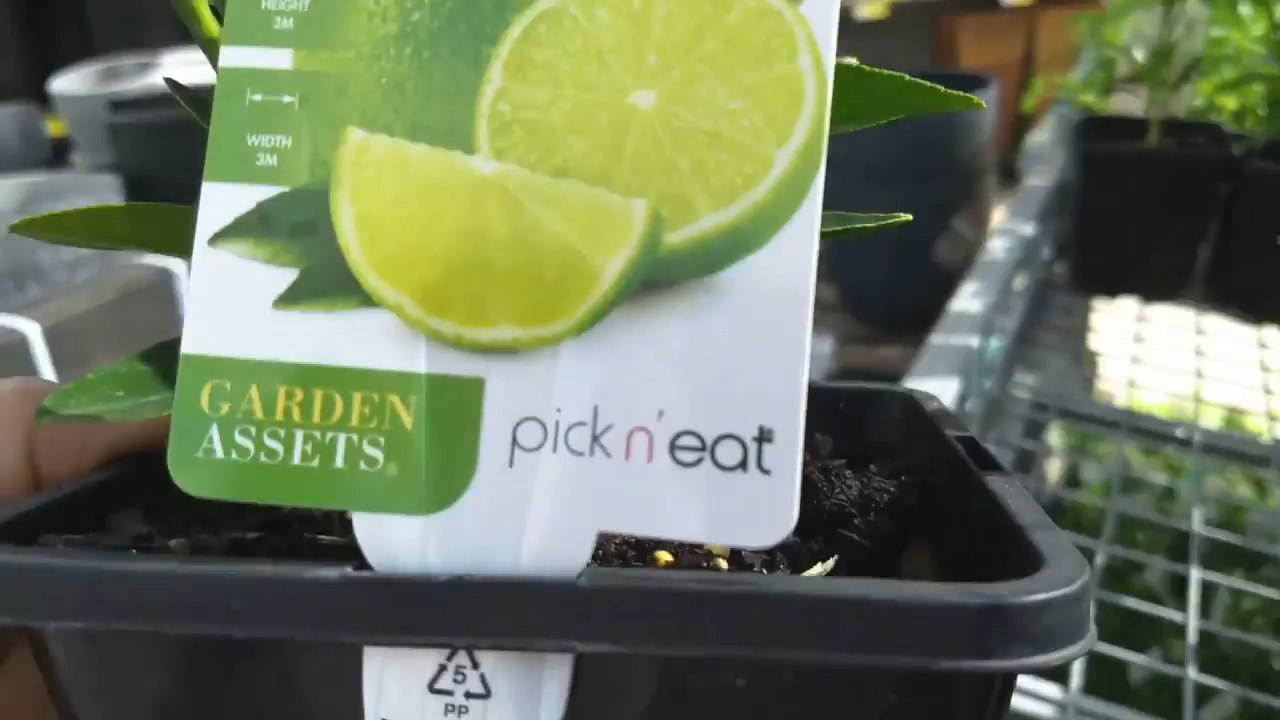 HEIGHT
3M
WIDTH
3M
GARDEN
ASSETS
pick n' eat
5
PP